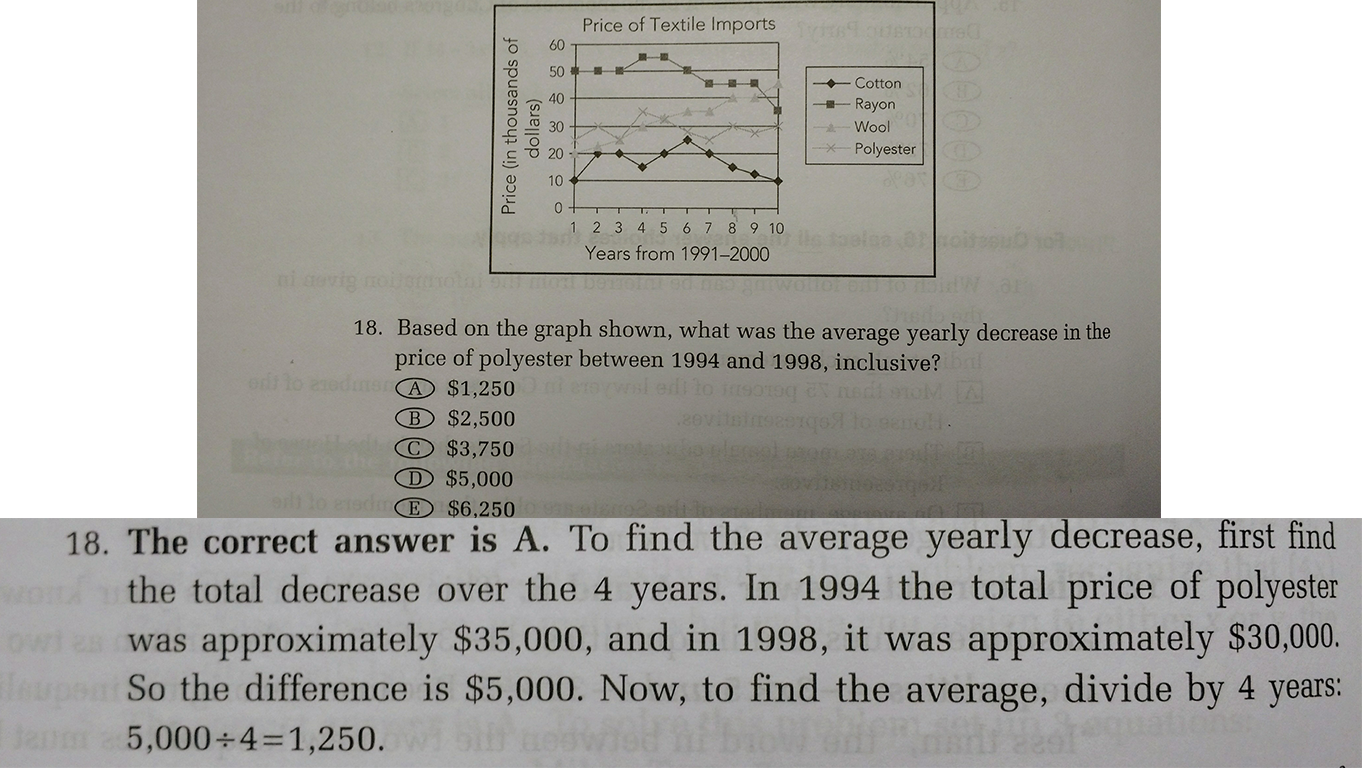 Price of Textile Imports
Price (in thousands of
dollars)
60
50
40
30
20
10
0
1 2 3 4 5 6 7 8 9 10
Years from 1991–2000
Cotton
Rayon
Wool
Polyester
18. Based on the graph shown, what was the average yearly decrease in the
price of polyester between 1994 and 1998, inclusive?
A $1,250
B $2,500
C $3,750
D $5,000
E $6,250
18. The correct answer is A. To find the average yearly decrease, first find
the total decrease over the 4 years. In 1994 the total price of polyester
was approximately $35,000, and in 1998, it was approximately $30,000.
So the difference is $5,000. Now, to find the average, divide by 4 years:
5,000÷4=1,250.